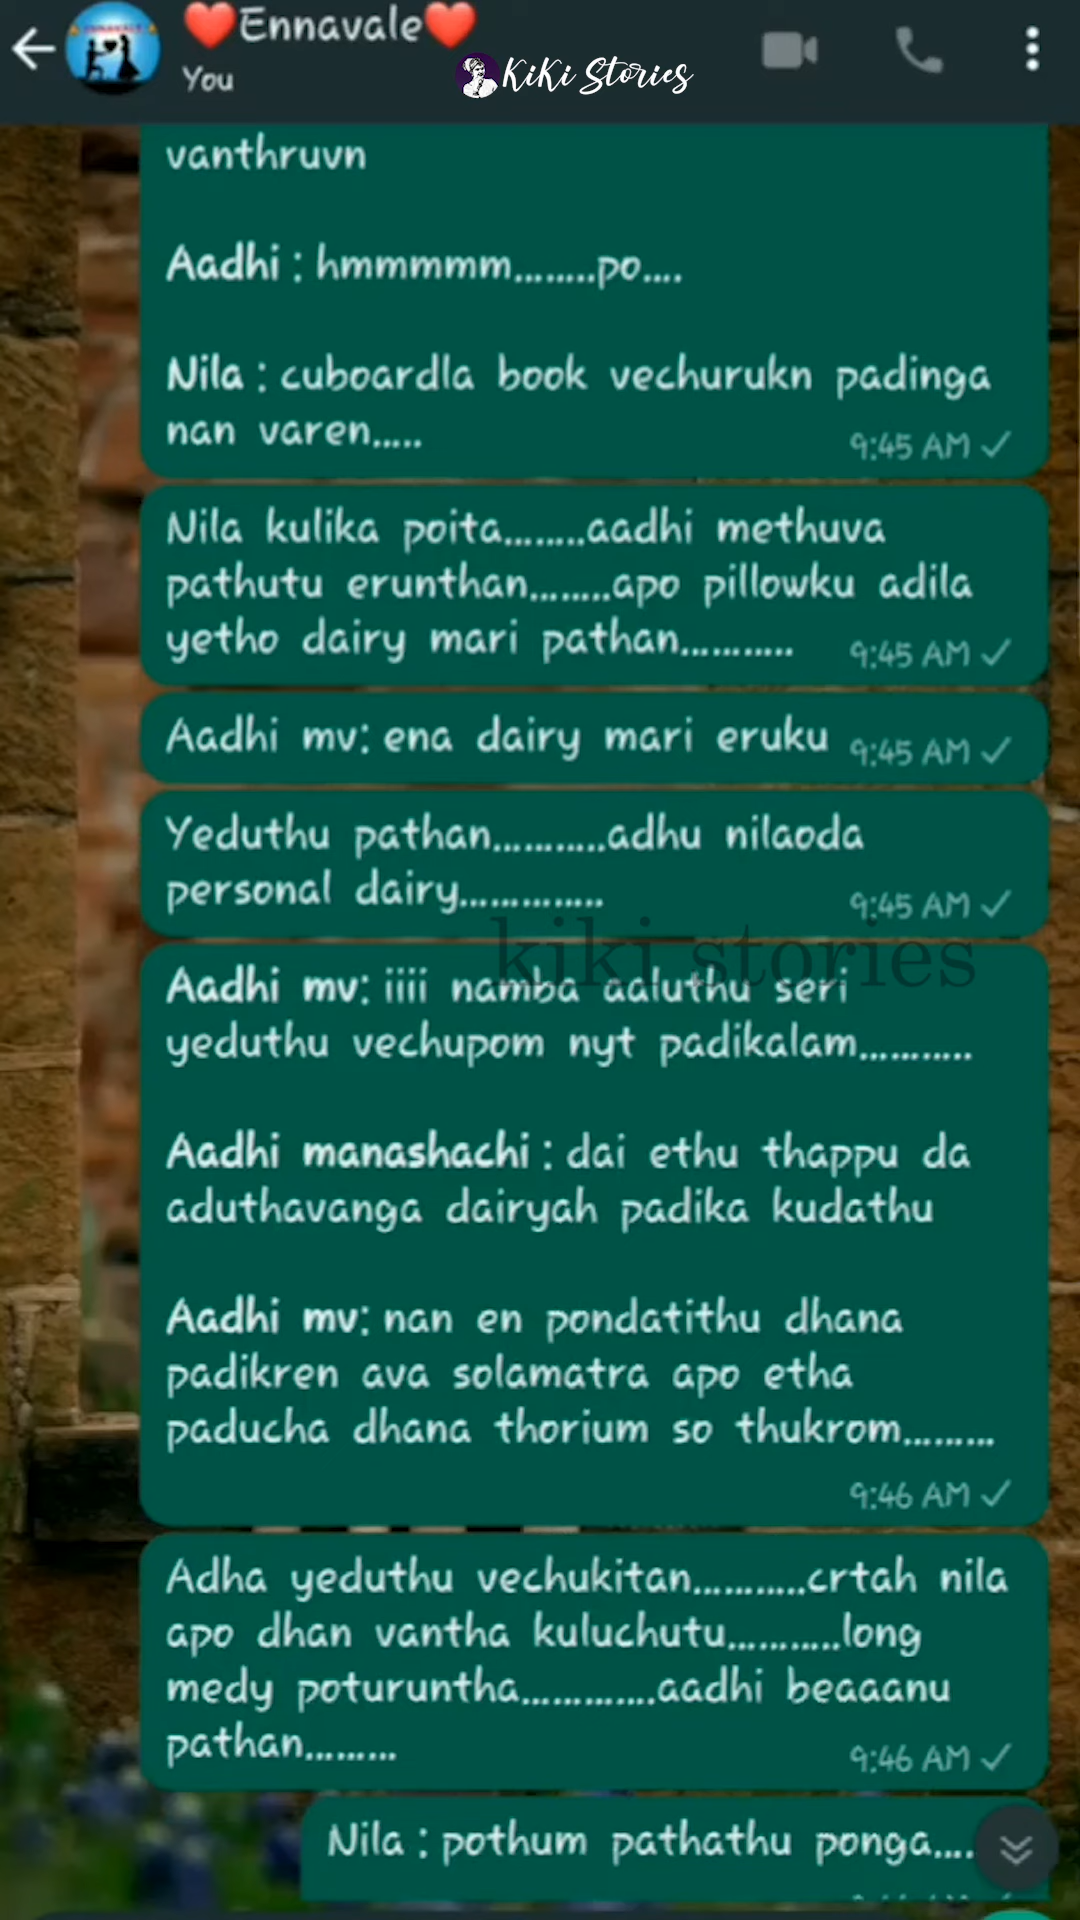 ❤️Ennavale❤️
You
KiKi Stories
vanthruvn
Aadhi : hmmmmm........po....
Nila : cuboardla book vechurukn padinga
nan varen.....
9:45 AM ✓
Nila kulika poita........aadhi methuva
pathutu erunthan........apo pillowku adila
yetho dairy mari pathan...........
9:45 AM ✓
Aadhi mv: ena dairy mari eruku
9:45 AM ✓
Yeduthu pathan...........adhu nilaoda
personal dairy..............
9:45 AM ✓
kiki stories
Aadhi mv: iiii namba aaluthu seri
yeduthu vechupom nyt padikalam...........
Aadhi manashachi : dai ethu thappu da
aduthavanga dairyah padika kudathu
Aadhi mv: nan en pondatithu dhana
padikren ava solamatra apo etha
paducha dhana thorium so thukrom.........
9:46 AM ✓
Adha yeduthu vechukitan...........crtah nila
apo dhan vantha kuluchutu...........long
medy poturuntha.............aadhi beaaanu
pathan.........
9:46 AM ✓
Nila : pothum pathathu ponga....